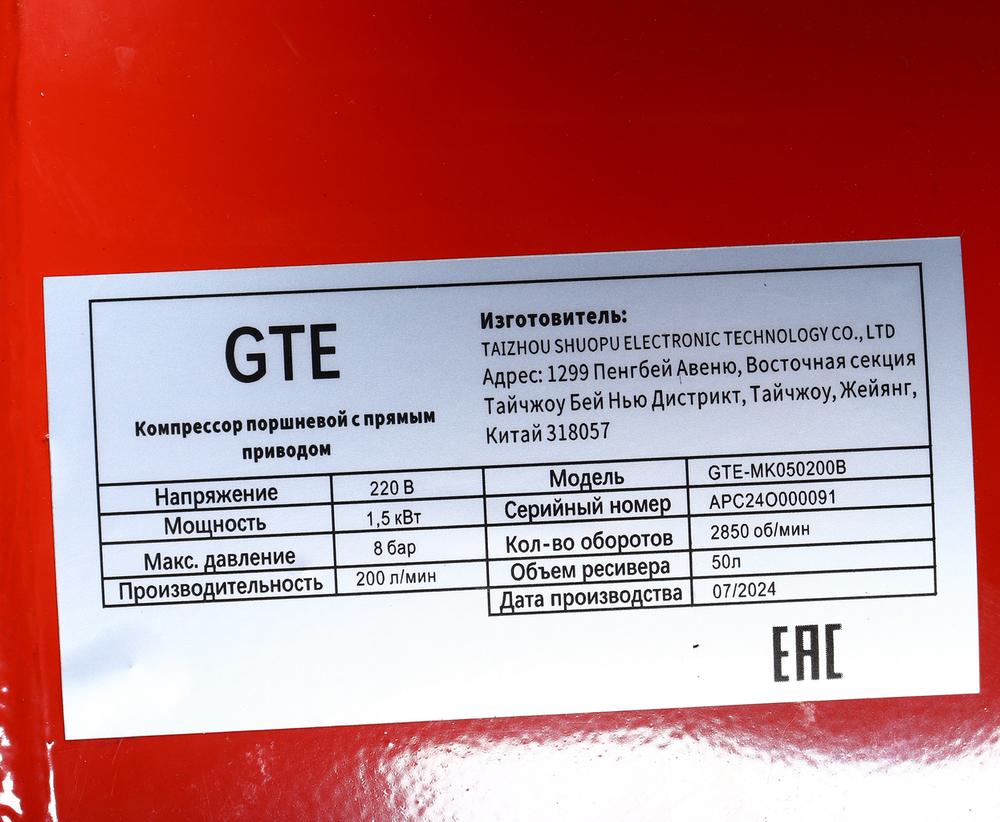 GTE
Компрессор поршневой с прямым
приводом
Изготовитель:
TAIZHOU SHUOPU ELECTRONIC TECHNOLOGY CO., LTD
Адрес: 1299 Пенгбей Авеню, Восточная секция
Тайчжоу Бей Нью Дистрикт, Тайчжоу, Жейянг,
Китай 318057
Напряжение 220 В
Мощность 1,5 кВт
Макс. давление 8 бар
Производительность 200 л/мин
Модель GTE-MK050200B
Серийный номер APC24O000091
Кол-во оборотов 2850 об/мин
Объем ресивера 50л
Дата производства 07/2024
EAC